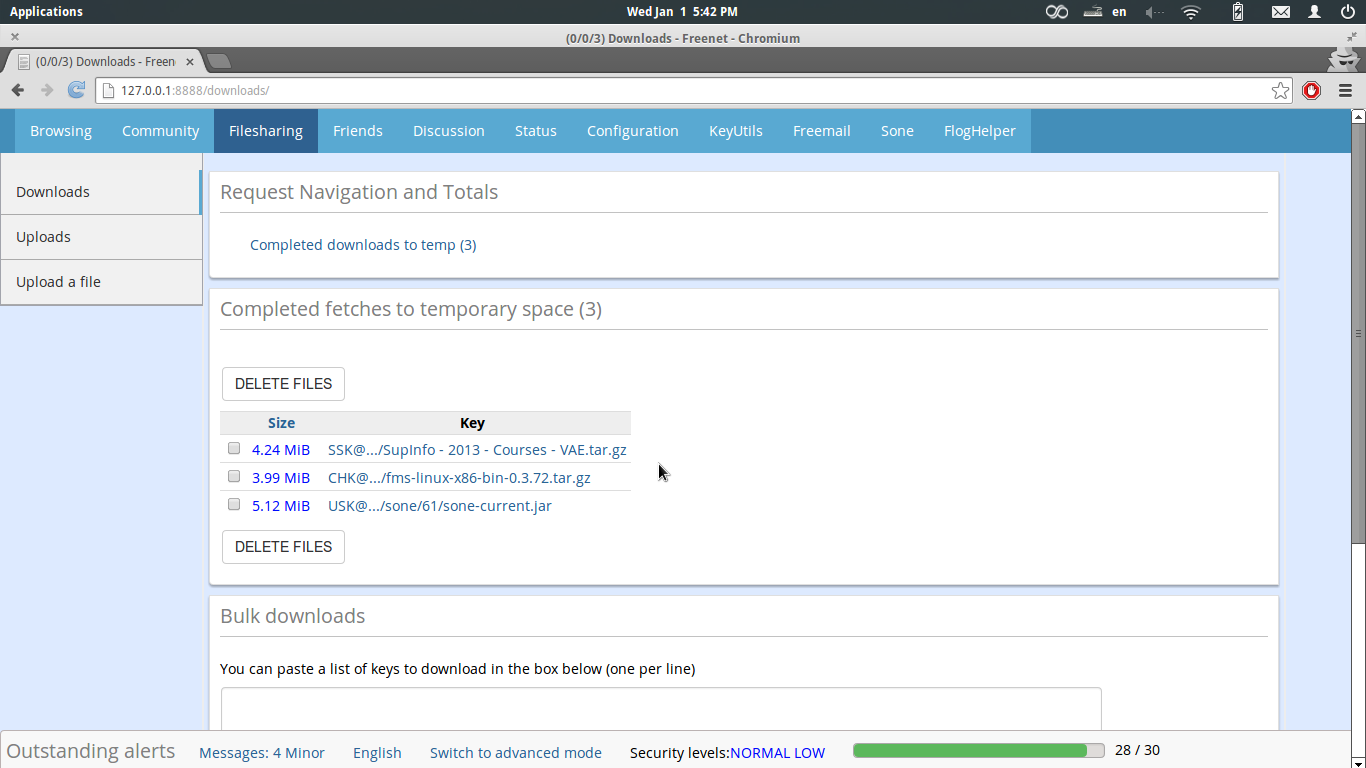 Applications Wed Jan 1 5:42 PM en
(0/0/3) Downloads - Freenet - Chromium
(0/0/3) Downloads - Freen
127.0.0.1:8888/downloads/
Browsing Community Filesharing Friends Discussion Status Configuration KeyUtils Freemail Sone FlogHelper
Downloads
Uploads
Upload a file
Request Navigation and Totals
Completed downloads to temp (3)
Completed fetches to temporary space (3)
DELETE FILES
Size Key
4.24 MiB SSK@.../SupInfo - 2013 - Courses - VAE.tar.gz
3.99 MiB CHK@.../fms-linux-x86-bin-0.3.72.tar.gz
5.12 MiB USK@.../sone/61/sone-current.jar
DELETE FILES
Bulk downloads
You can paste a list of keys to download in the box below (one per line)
Outstanding alerts Messages: 4 Minor English Switch to advanced mode Security levels:NORMAL LOW 28 / 30